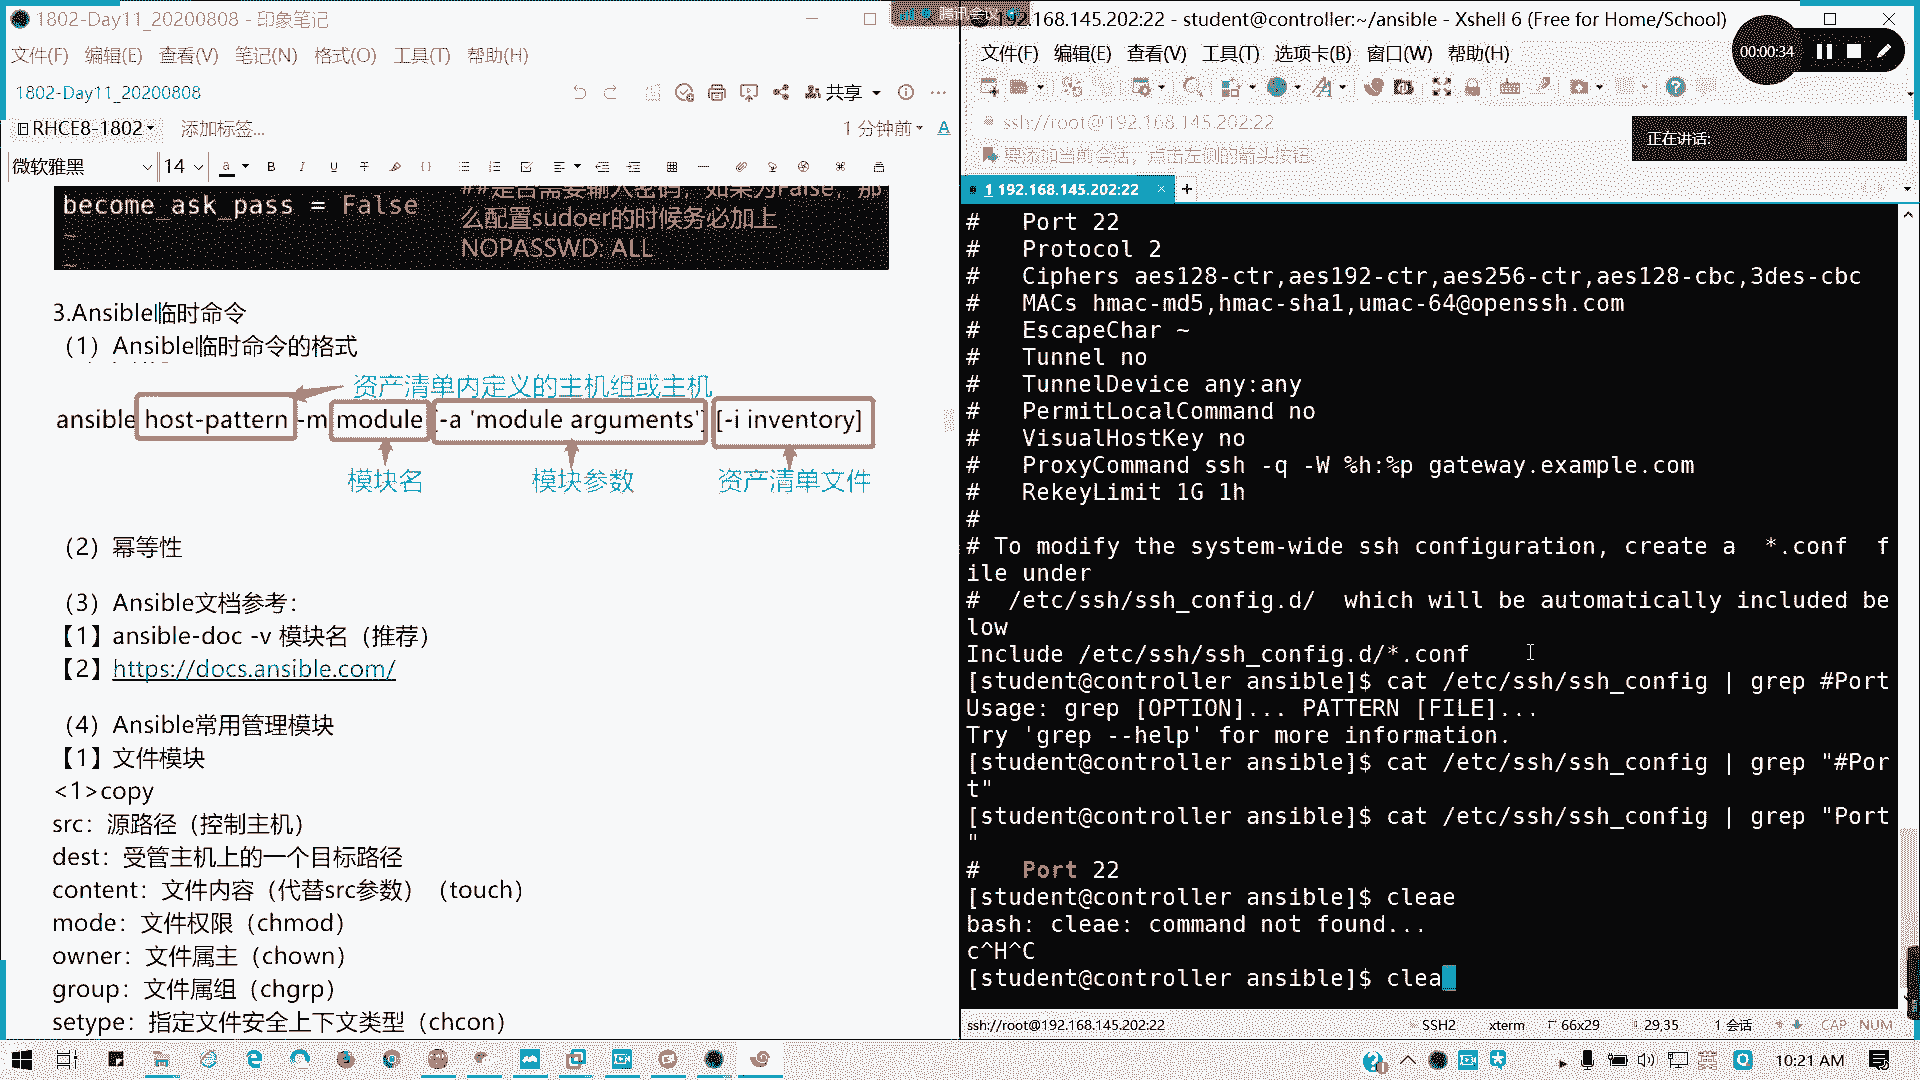 1802-Day11_20200808 - 印象笔记
文件(F) 编辑(E) 查看(V) 笔记(N) 格式(O) 工具(T) 帮助(H)
1802-Day11_20200808
共享
RHCE8-1802
添加标签...
1 分钟前
微软雅黑
14
become_ask_pass = False
##是否需要输入密码，如果为False，那
么配置sudoer的时候务必加上
NOPASSWD: ALL
~
~
3.Ansible临时命令
（1）Ansible临时命令的格式
资产清单内定义的主机组或主机
ansible host-pattern -m module [-a 'module arguments'] [-i inventory]
模块名 模块参数 资产清单文件
（2）幂等性
（3）Ansible文档参考：
【1】ansible-doc -v 模块名（推荐）
【2】https://docs.ansible.com/
（4）Ansible常用管理模块
【1】文件模块
<1>copy
src：源路径（控制主机）
dest：受管主机上的一个目标路径
content：文件内容（代替src参数）（touch）
mode：文件权限（chmod）
owner：文件属主（chown）
group：文件属组（chgrp）
setype：指定文件安全上下文类型（chcon）
腾讯会议
192.168.145.202:22 - student@controller:~/ansible - Xshell 6 (Free for Home/School)
文件(F) 编辑(E) 查看(V) 工具(T) 选项卡(B) 窗口(W) 帮助(H)
00:00:34
ssh://root@192.168.145.202:22
要添加当前会话，点击左侧的箭头按钮。
正在讲话:
1 192.168.145.202:22
#   Port 22
#   Protocol 2
#   Ciphers aes128-ctr,aes192-ctr,aes256-ctr,aes128-cbc,3des-cbc
#   MACs hmac-md5,hmac-sha1,umac-64@openssh.com
#   EscapeChar ~
#   Tunnel no
#   TunnelDevice any:any
#   PermitLocalCommand no
#   VisualHostKey no
#   ProxyCommand ssh -q -W %h:%p gateway.example.com
#   RekeyLimit 1G 1h
#
# To modify the system-wide ssh configuration, create a  *.conf  f
ile under
#  /etc/ssh/ssh_config.d/  which will be automatically included be
low
Include /etc/ssh/ssh_config.d/*.conf
[student@controller ansible]$ cat /etc/ssh/ssh_config | grep #Port
Usage: grep [OPTION]... PATTERN [FILE]...
Try 'grep --help' for more information.
[student@controller ansible]$ cat /etc/ssh/ssh_config | grep "#Por
t"
[student@controller ansible]$ cat /etc/ssh/ssh_config | grep "Port
"
#   Port 22
[student@controller ansible]$ cleae
bash: cleae: command not found...
c^H^C
[student@controller ansible]$ clea
ssh://root@192.168.145.202:22
SSH2 xterm 66x29 29,35 1 会话 CAP NUM
10:21 AM